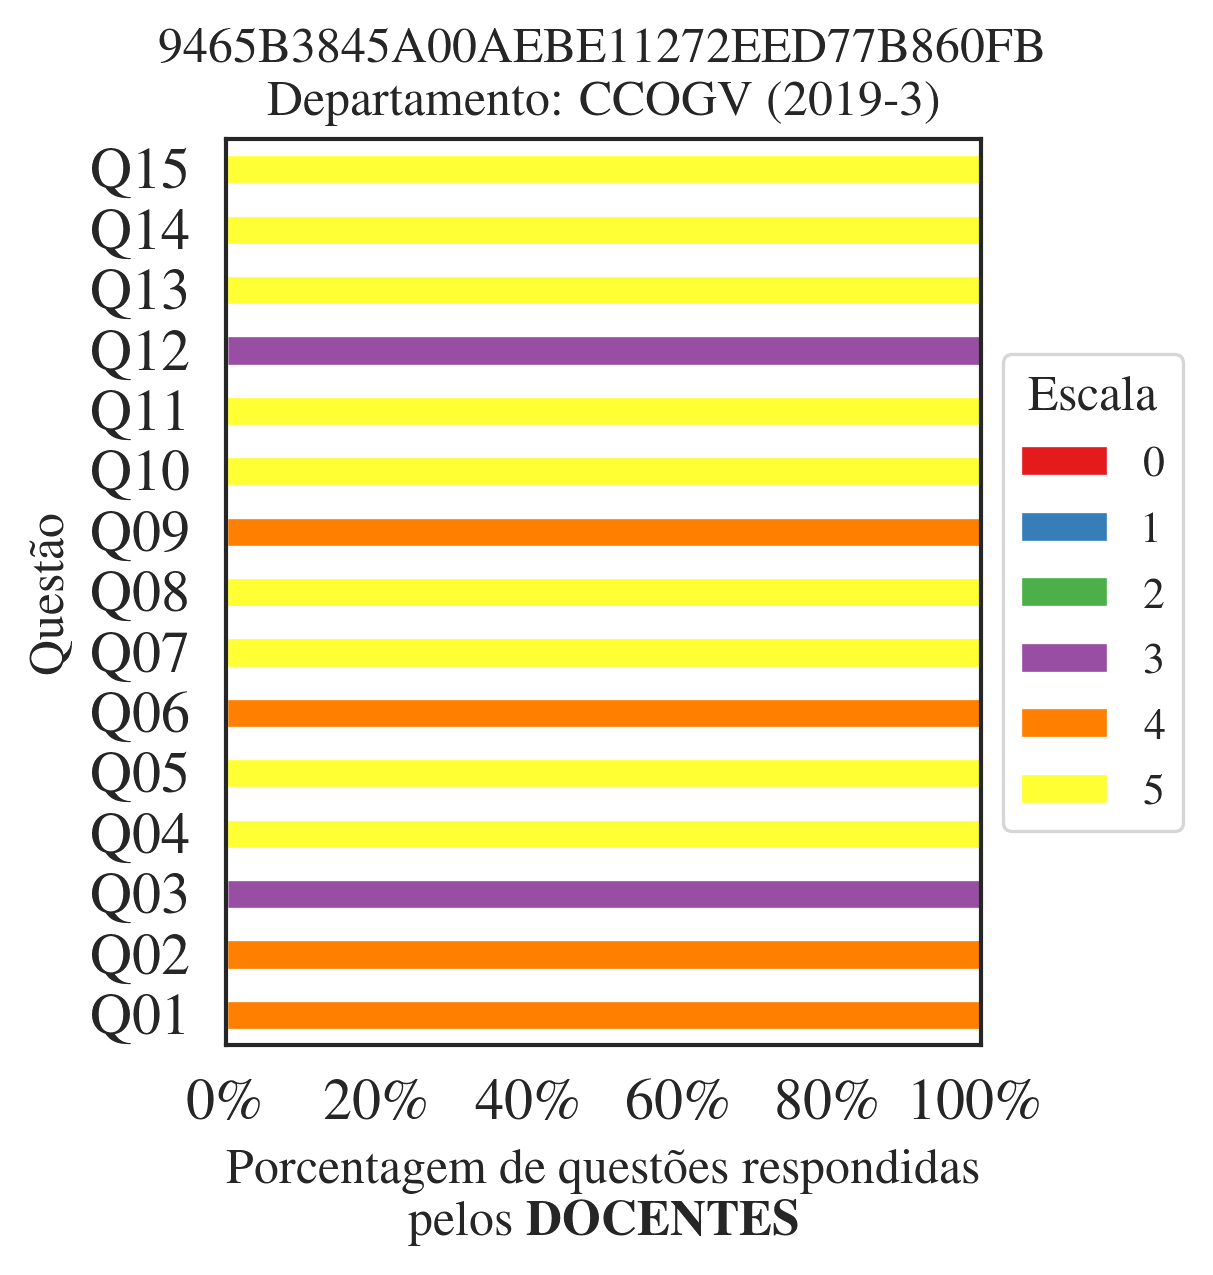 9465B3845A00AEBE11272EED77B860FB
Departamento: CCOGV (2019-3)
Questão
Q15
Q14
Q13
Q12
Q11
Q10
Q09
Q08
Q07
Q06
Q05
Q04
Q03
Q02
Q01
0% 20% 40% 60% 80% 100%
Porcentagem de questões respondidas
pelos DOCENTES
Escala
0
1
2
3
4
5